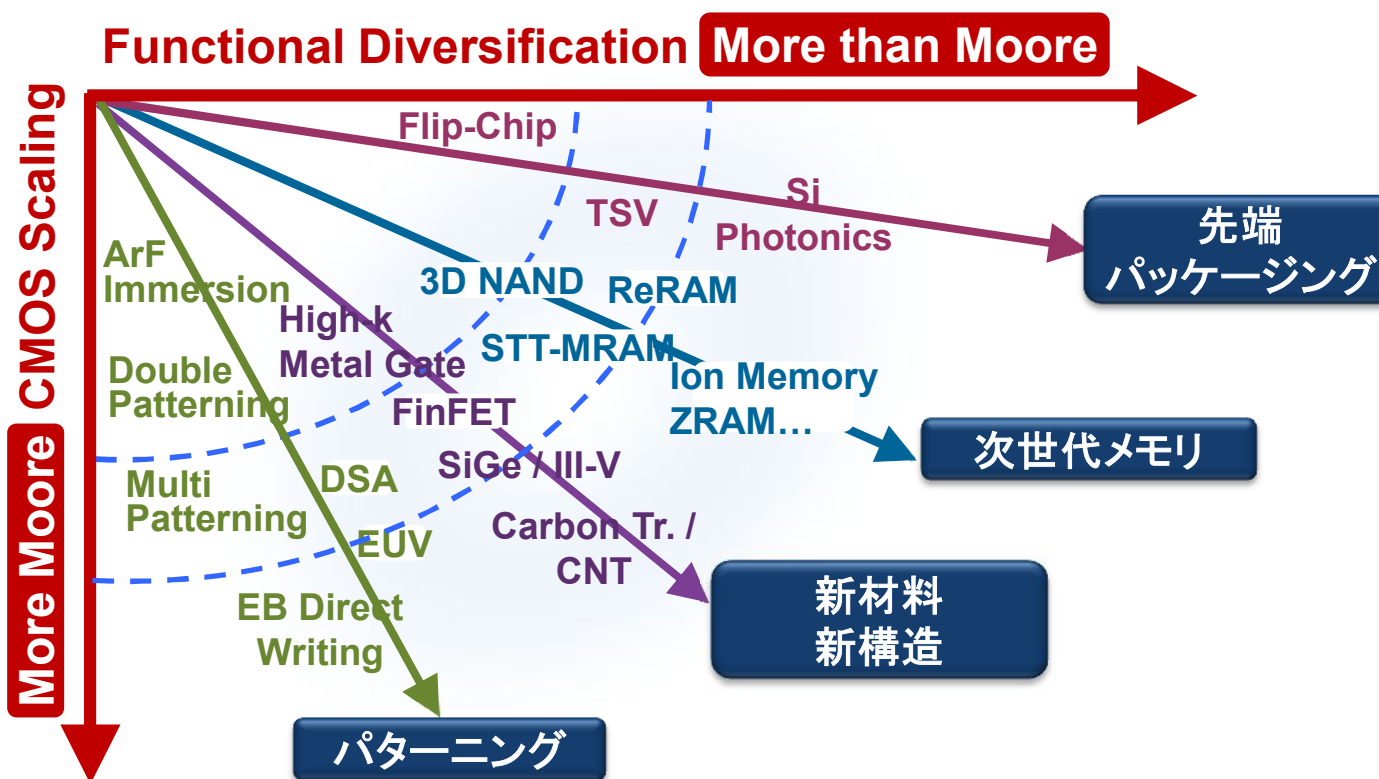 Functional Diversification More than Moore
More Moore CMOS Scaling
Flip-Chip
TSV
Si
Photonics
先端
パッケージング
3D NAND
ReRAM
STT-MRAM
Ion Memory
ZRAM…
次世代メモリ
High-k
Metal Gate
FinFET
SiGe / III-V
Carbon Tr. /
CNT
新材料
新構造
ArF
Immersion
Double
Patterning
Multi
Patterning
DSA
EUV
EB Direct
Writing
パターニング